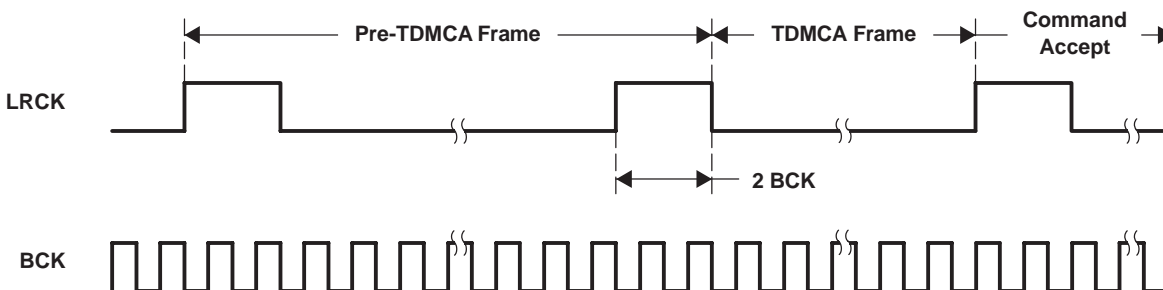 Pre-TDMCA Frame
TDMCA Frame
Command
Accept
LRCK
2 BCK
BCK